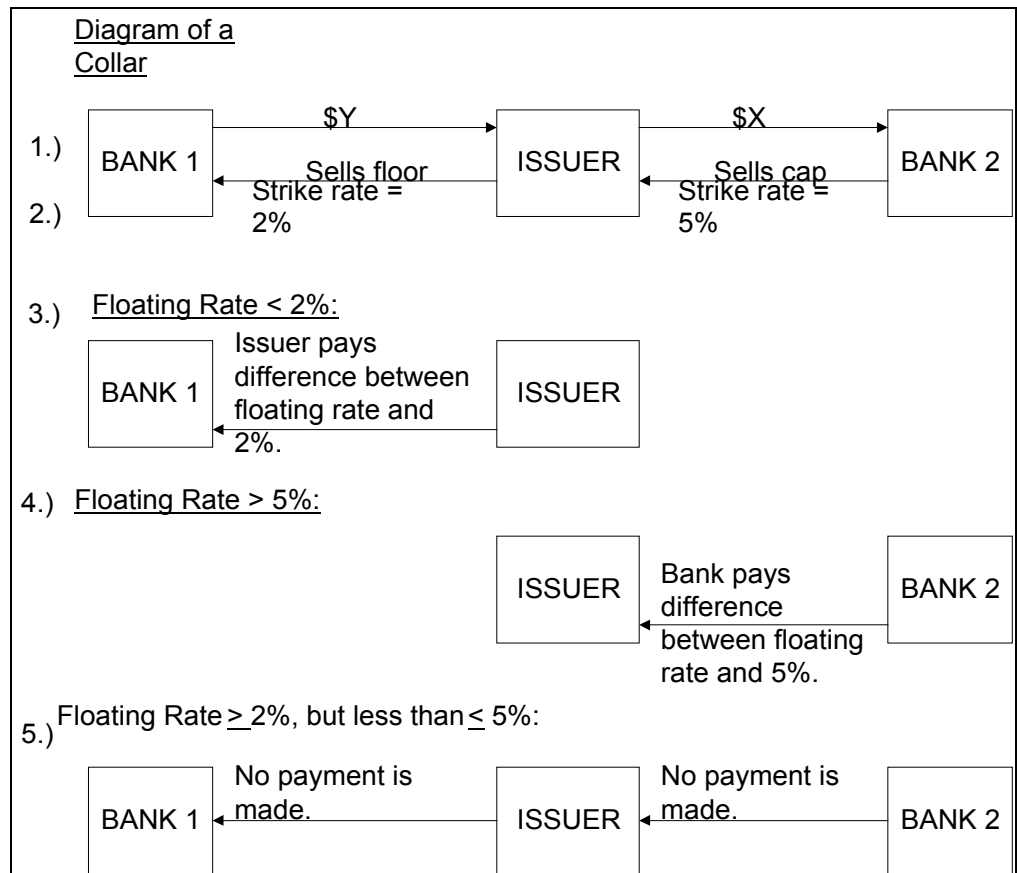 Diagram of a
Collar
$Y
$X
1.)
BANK 1
ISSUER
BANK 2
Sells floor
Sells cap
Strike rate =
2%
Strike rate =
5%
2.)
3.)
Floating Rate < 2%:
Issuer pays
difference between
floating rate and
2%.
BANK 1
ISSUER
4.)
Floating Rate > 5%:
ISSUER
Bank pays
difference
between floating
rate and 5%.
BANK 2
5.)
Floating Rate > 2%, but less than < 5%:
BANK 1
No payment is
made.
ISSUER
No payment is
made.
BANK 2